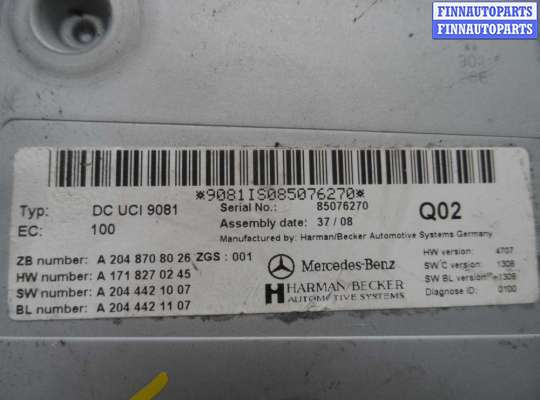 FINNAUTOPARTS
FINNAUTOPARTS
FINNAUTOPARTS
*9081IS085076270*
Typ: DC UCI 9081
Serial No.: 85076270
Q02
EC: 100
Assembly date: 37 / 08
Manufactured by: Harman/Becker Automotive Systems Germany
ZB number: A 204 870 80 26 ZGS : 001
HW number: A 171 827 02 45
SW number: A 204 442 10 07
BL number: A 204 442 11 07
Mercedes-Benz
HARMAN/BECKER
AUTOMOTIVE SYSTEMS
HW version: 4707
SW'C version: 1308
SW BL version: 1308
Diagnose ID: 0100